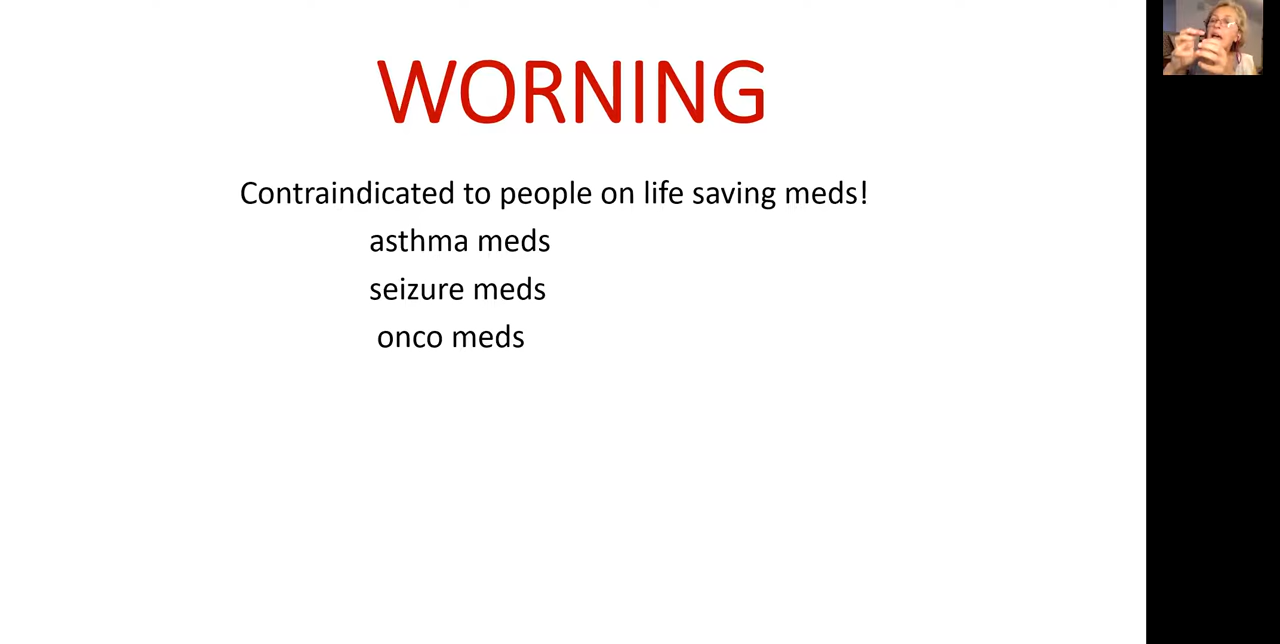 WORNING
Contraindicated to people on life saving meds!
asthma meds
seizure meds
onco meds